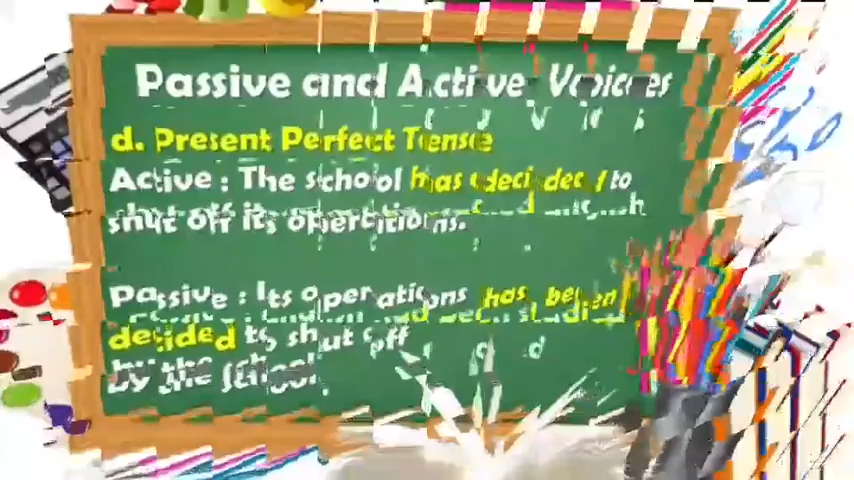 Passive and Active Voices
d. Present Perfect Tense
Active : The school has decided to
shut off its operations.
Passive : Its operations has been
decided to shut off
by the school.